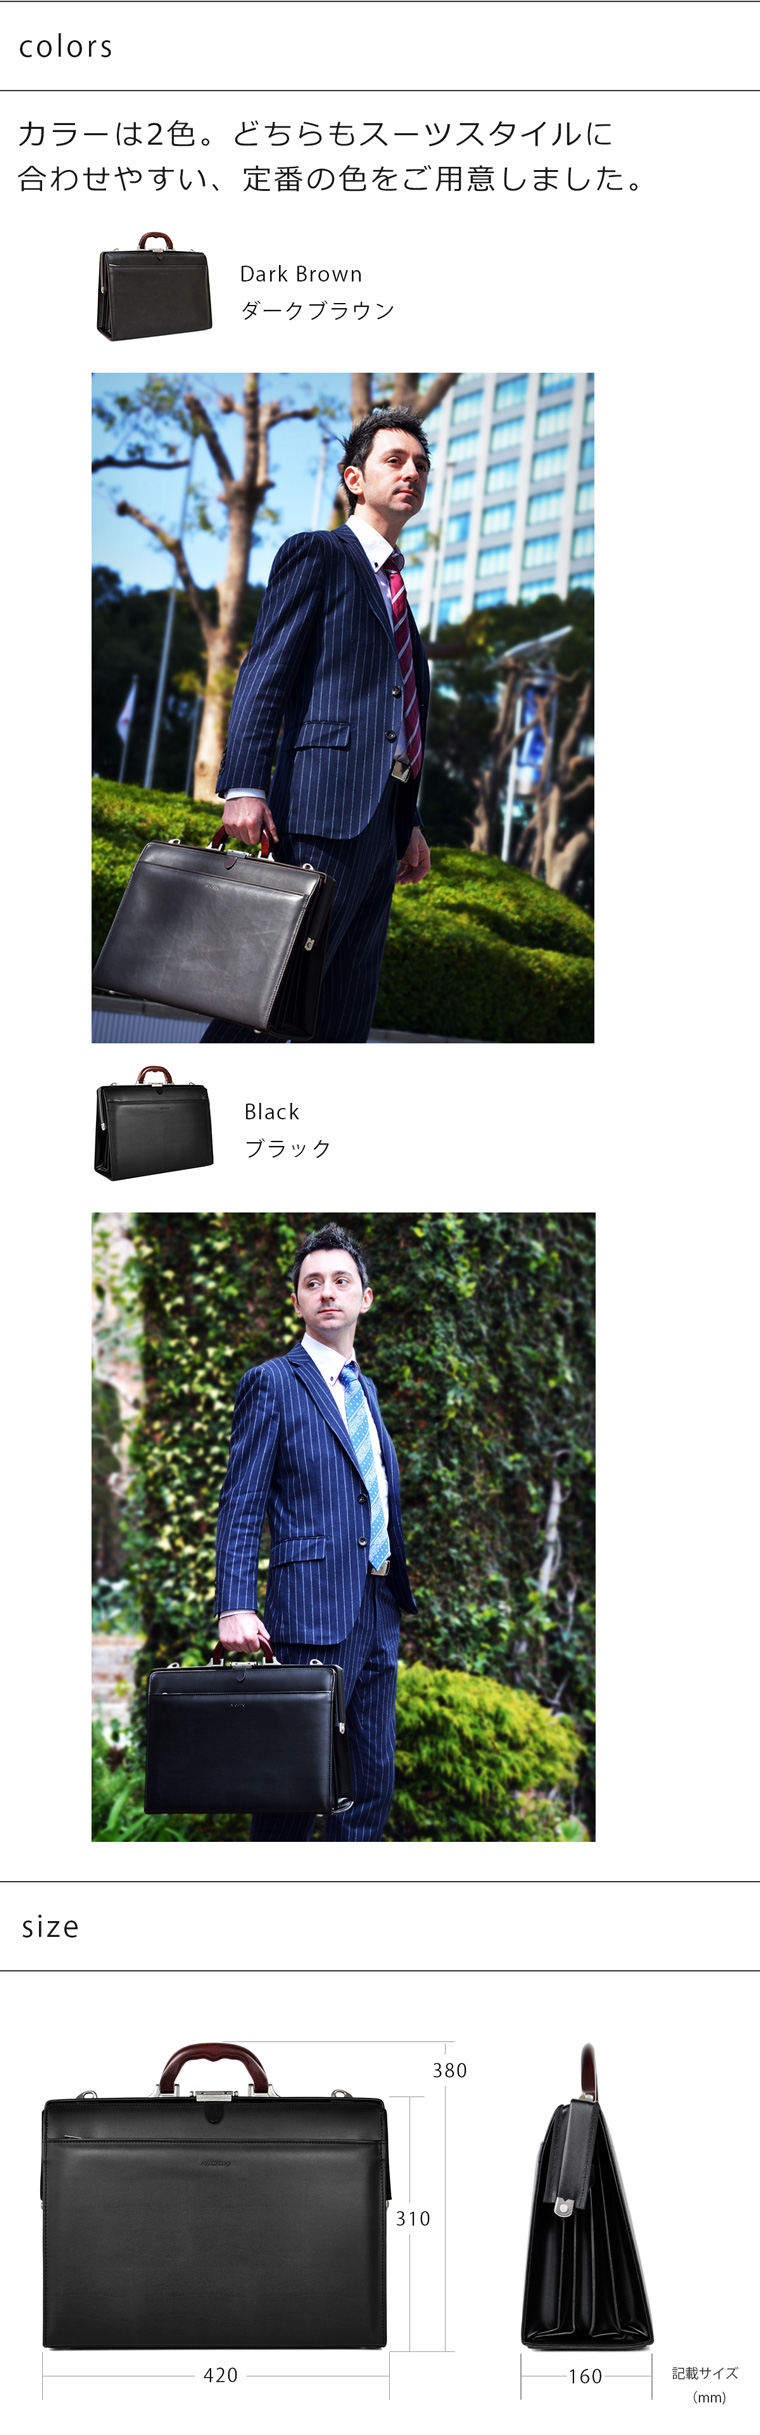 colors
カラーは2色。どちらもスーツスタイルに
合わせやすい、定番の色をご用意しました。
Dark Brown
ダークブラウン
Black
ブラック
size
380
310
420
160
記載サイズ
(mm)